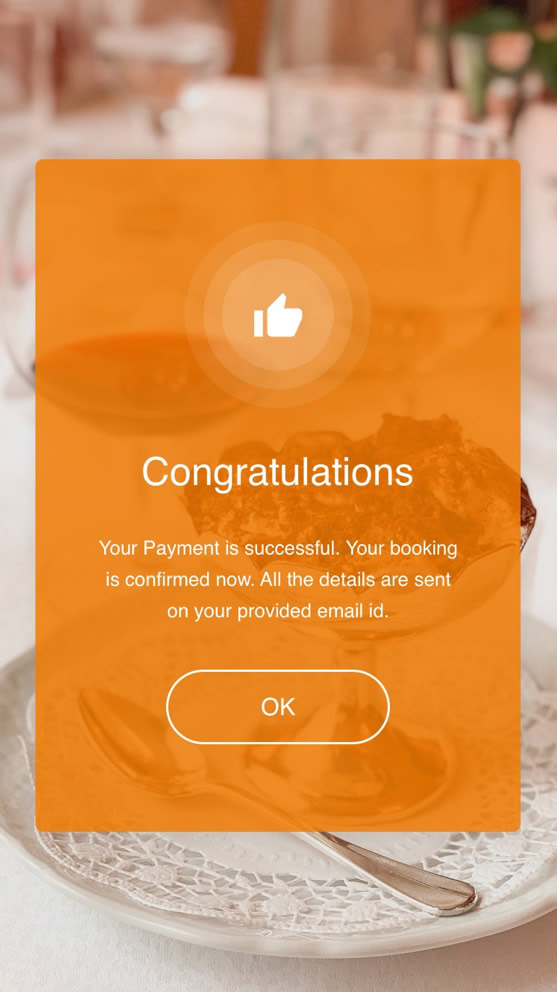 Congratulations
Your Payment is successful. Your booking
is confirmed now. All the details are sent
on your provided email id.
OK